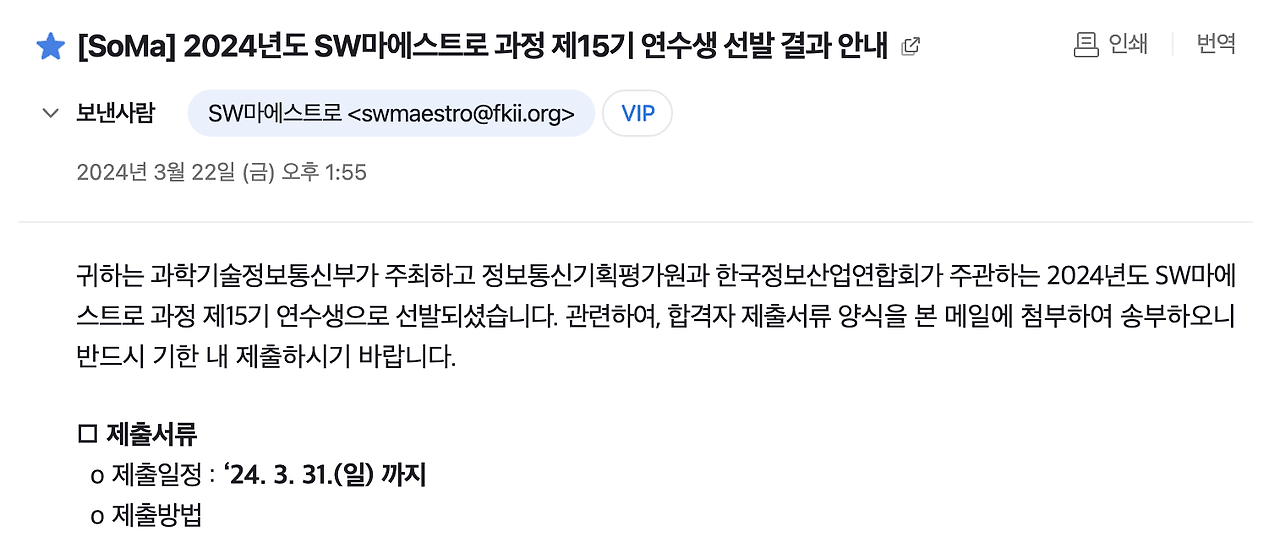 [SoMa] 2024년도 SW마에스트로 과정 제15기 연수생 선발 결과 안내
인쇄
번역
보낸사람 SW마에스트로 <swmaestro@fkii.org> VIP
2024년 3월 22일 (금) 오후 1:55
귀하는 과학기술정보통신부가 주최하고 정보통신기획평가원과 한국정보산업연합회가 주관하는 2024년도 SW마에
스트로 과정 제15기 연수생으로 선발되셨습니다. 관련하여, 합격자 제출서류 양식을 본 메일에 첨부하여 송부하오니
반드시 기한 내 제출하시기 바랍니다.
□ 제출서류
o 제출일정 : ‘24. 3. 31.(일) 까지
o 제출방법